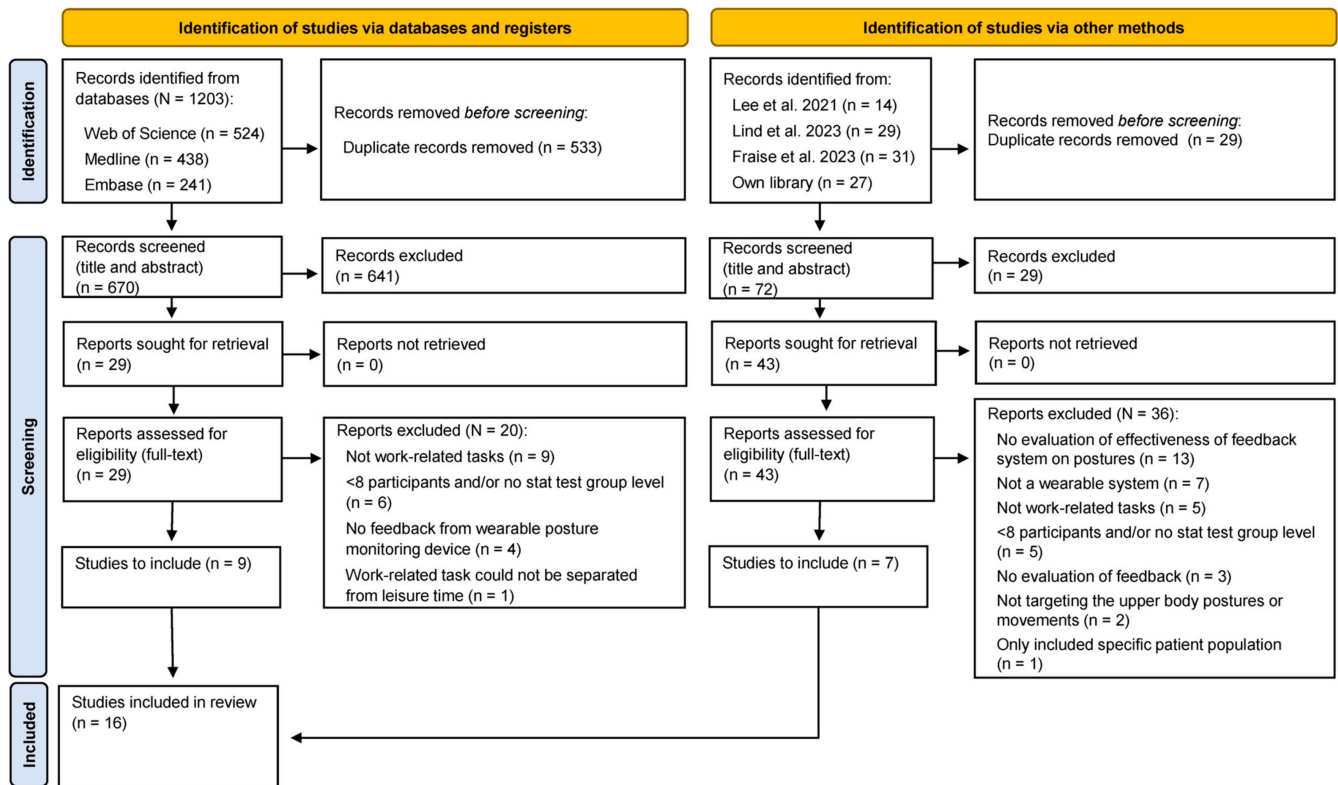 Identification of studies via databases and registers
Identification of studies via other methods
Identification
Records identified from
databases (N = 1203):
Web of Science (n = 524)
Medline (n = 438)
Embase (n = 241)
Records removed before screening:
Duplicate records removed (n = 533)
Records identified from:
Lee et al. 2021 (n = 14)
Lind et al. 2023 (n = 29)
Fraise et al. 2023 (n = 31)
Own library (n = 27)
Records removed before screening:
Duplicate records removed (n = 29)
Screening
Records screened
(title and abstract)
(n = 670)
Records excluded
(n = 641)
Records screened
(title and abstract)
(n = 72)
Records excluded
(n = 29)
Reports sought for retrieval
(n = 29)
Reports not retrieved
(n = 0)
Reports sought for retrieval
(n = 43)
Reports not retrieved
(n = 0)
Reports assessed for
eligibility (full-text)
(n = 29)
Reports excluded (N = 20):
Not work-related tasks (n = 9)
<8 participants and/or no stat test group level
(n = 6)
No feedback from wearable posture
monitoring device (n = 4)
Work-related task could not be separated
from leisure time (n = 1)
Reports assessed for
eligibility (full-text)
(n = 43)
Reports excluded (N = 36):
No evaluation of effectiveness of feedback
system on postures (n = 13)
Not a wearable system (n = 7)
Not work-related tasks (n = 5)
<8 participants and/or no stat test group level
(n = 5)
No evaluation of feedback (n = 3)
Not targeting the upper body postures or
movements (n = 2)
Only included specific patient population
(n = 1)
Studies to include (n = 9)
Studies to include (n = 7)
Included
Studies included in review
(n = 16)